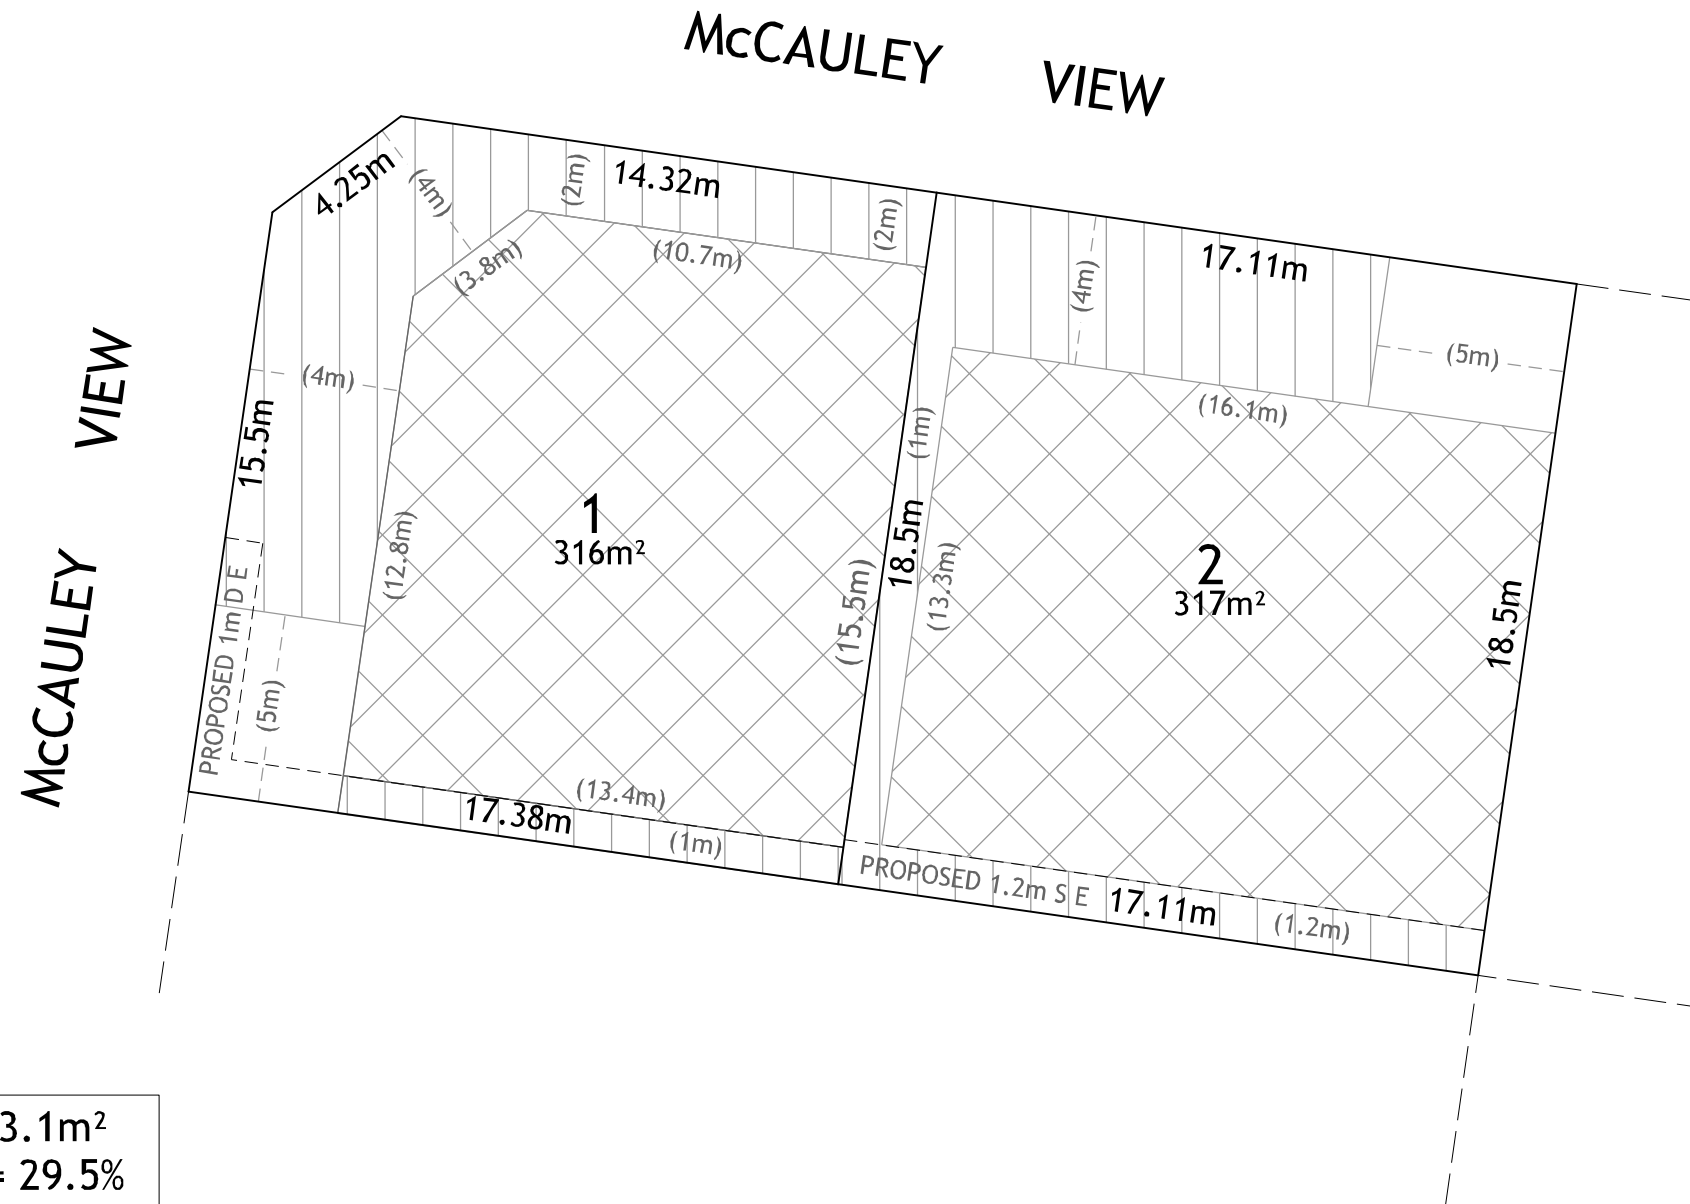 McCAULEY VIEW
4.25m
(4m)
(2m)
14.32m
(2m)
(3.8m)
(10.7m)
17.11m
(4m)
(5m)
McCAULEY VIEW
(4m)
15.5m
(12.8m)
1
316m²
(15.5m)
18.5m
(1m)
(13.3m)
(16.1m)
2
317m²
18.5m
PROPOSED 1m D E
(5m)
(13.4m)
17.38m
(1m)
PROPOSED 1.2m S E
17.11m
(1.2m)
3.1m²
= 29.5%